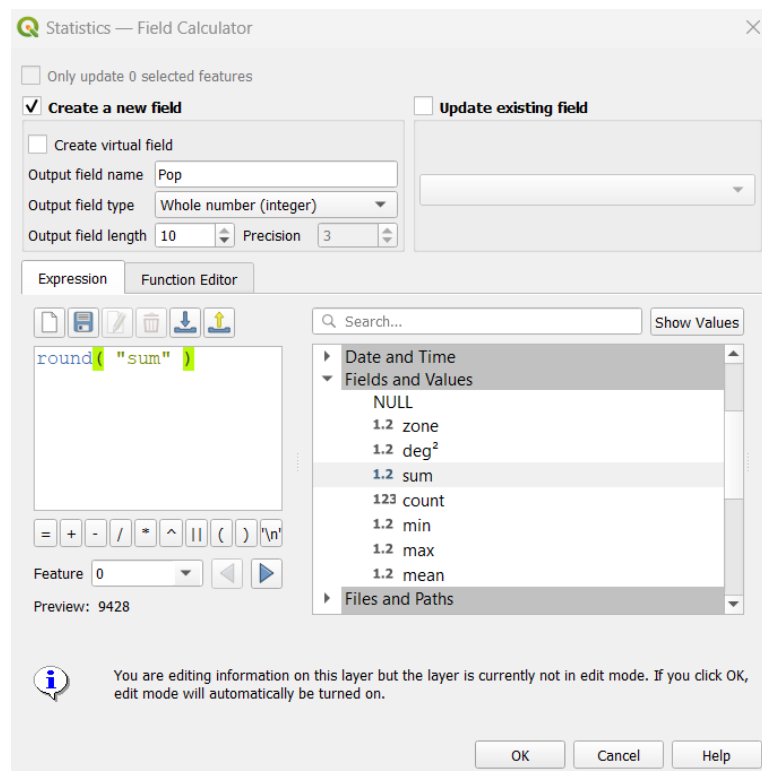 Statistics — Field Calculator
Only update 0 selected features
Create a new field
Update existing field
Create virtual field
Output field name Pop
Output field type Whole number (integer)
Output field length 10 Precision 3
Expression Function Editor
Search... Show Values
round( "sum" )
Date and Time
Fields and Values
NULL
1.2 zone
1.2 deg²
1.2 sum
123 count
1.2 min
1.2 max
1.2 mean
Files and Paths
= + - / * ^ || ( ) '\n'
Feature 0
Preview: 9428
You are editing information on this layer but the layer is currently not in edit mode. If you click OK,
edit mode will automatically be turned on.
OK Cancel Help